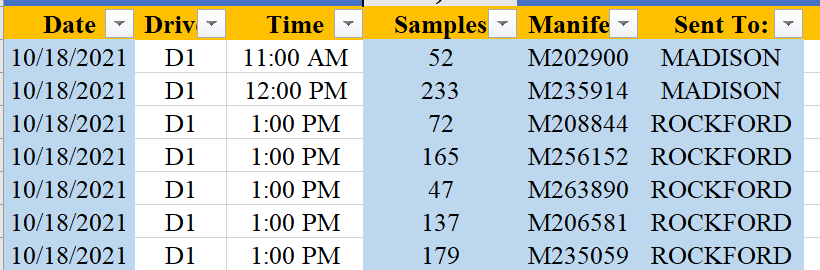 Date Drive Time Samples Manife Sent To:
10/18/2021 D1 11:00 AM 52 M202900 MADISON
10/18/2021 D1 12:00 PM 233 M235914 MADISON
10/18/2021 D1 1:00 PM 72 M208844 ROCKFORD
10/18/2021 D1 1:00 PM 165 M256152 ROCKFORD
10/18/2021 D1 1:00 PM 47 M263890 ROCKFORD
10/18/2021 D1 1:00 PM 137 M206581 ROCKFORD
10/18/2021 D1 1:00 PM 179 M235059 ROCKFORD